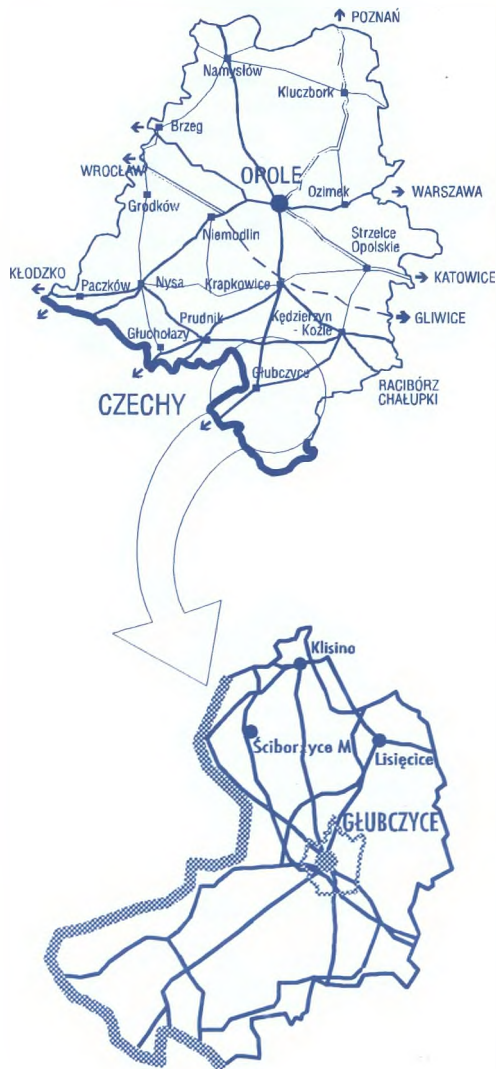 POZNAŃ
Namysłów
Kluczbork
Brzeg
WROCŁAW
OPOLE
Ozimek
WARSZAWA
Grodków
Niemodlin
Strzelce
Opolskie
KŁODZKO
KATOWICE
Paczków
Nysa
Krapkowice
Prudnik
Kędzierzyn
- Koźle
GLIWICE
Głuchołazy
Głubczyce
RACIBÓRZ
CHAŁUPKI
CZECHY
Klisino
Ściborzyce M
Lisięcice
GŁUBCZYCE